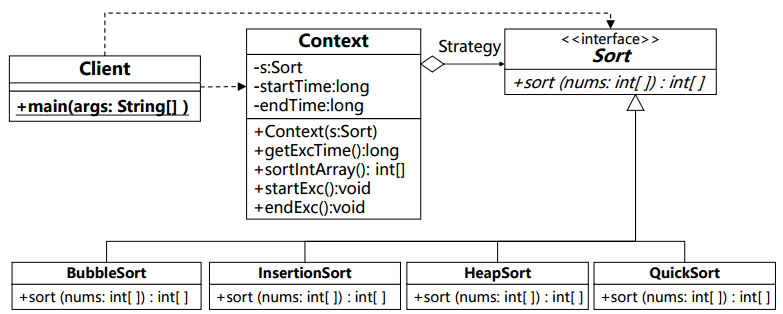 Client
+main(args: String[] )
Context
-s:Sort
-startTime:long
-endTime:long
+Context(s:Sort)
+getExcTime():long
+sortIntArray(): int[]
+startExc():void
+endExc():void
Strategy
<<interface>>
Sort
+sort (nums: int[ ]) : int[ ]
BubbleSort
+sort (nums: int[ ]) : int[ ]
InsertionSort
+sort (nums: int[ ]) : int[ ]
HeapSort
+sort (nums: int[ ]) : int[ ]
QuickSort
+sort (nums: int[ ]) : int[ ]